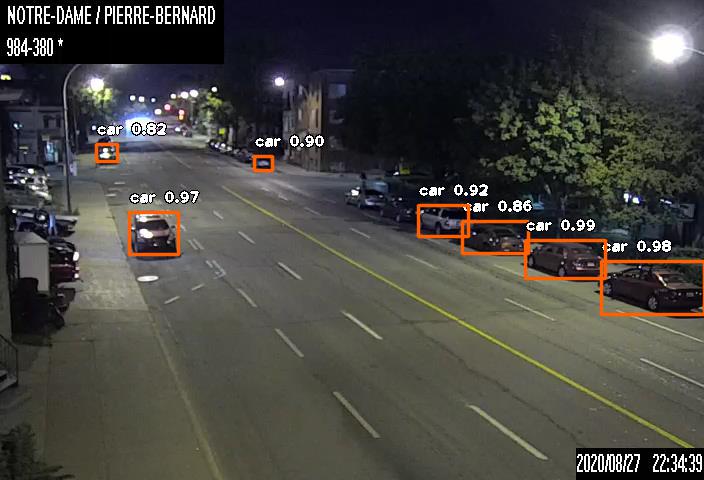 NOTRE-DAME / PIERRE-BERNARD
984-380 *
car 0.82
car 0.90
car 0.97
car 0.92
car 0.86
car 0.99
car 0.98
2020/08/27 22:34:39